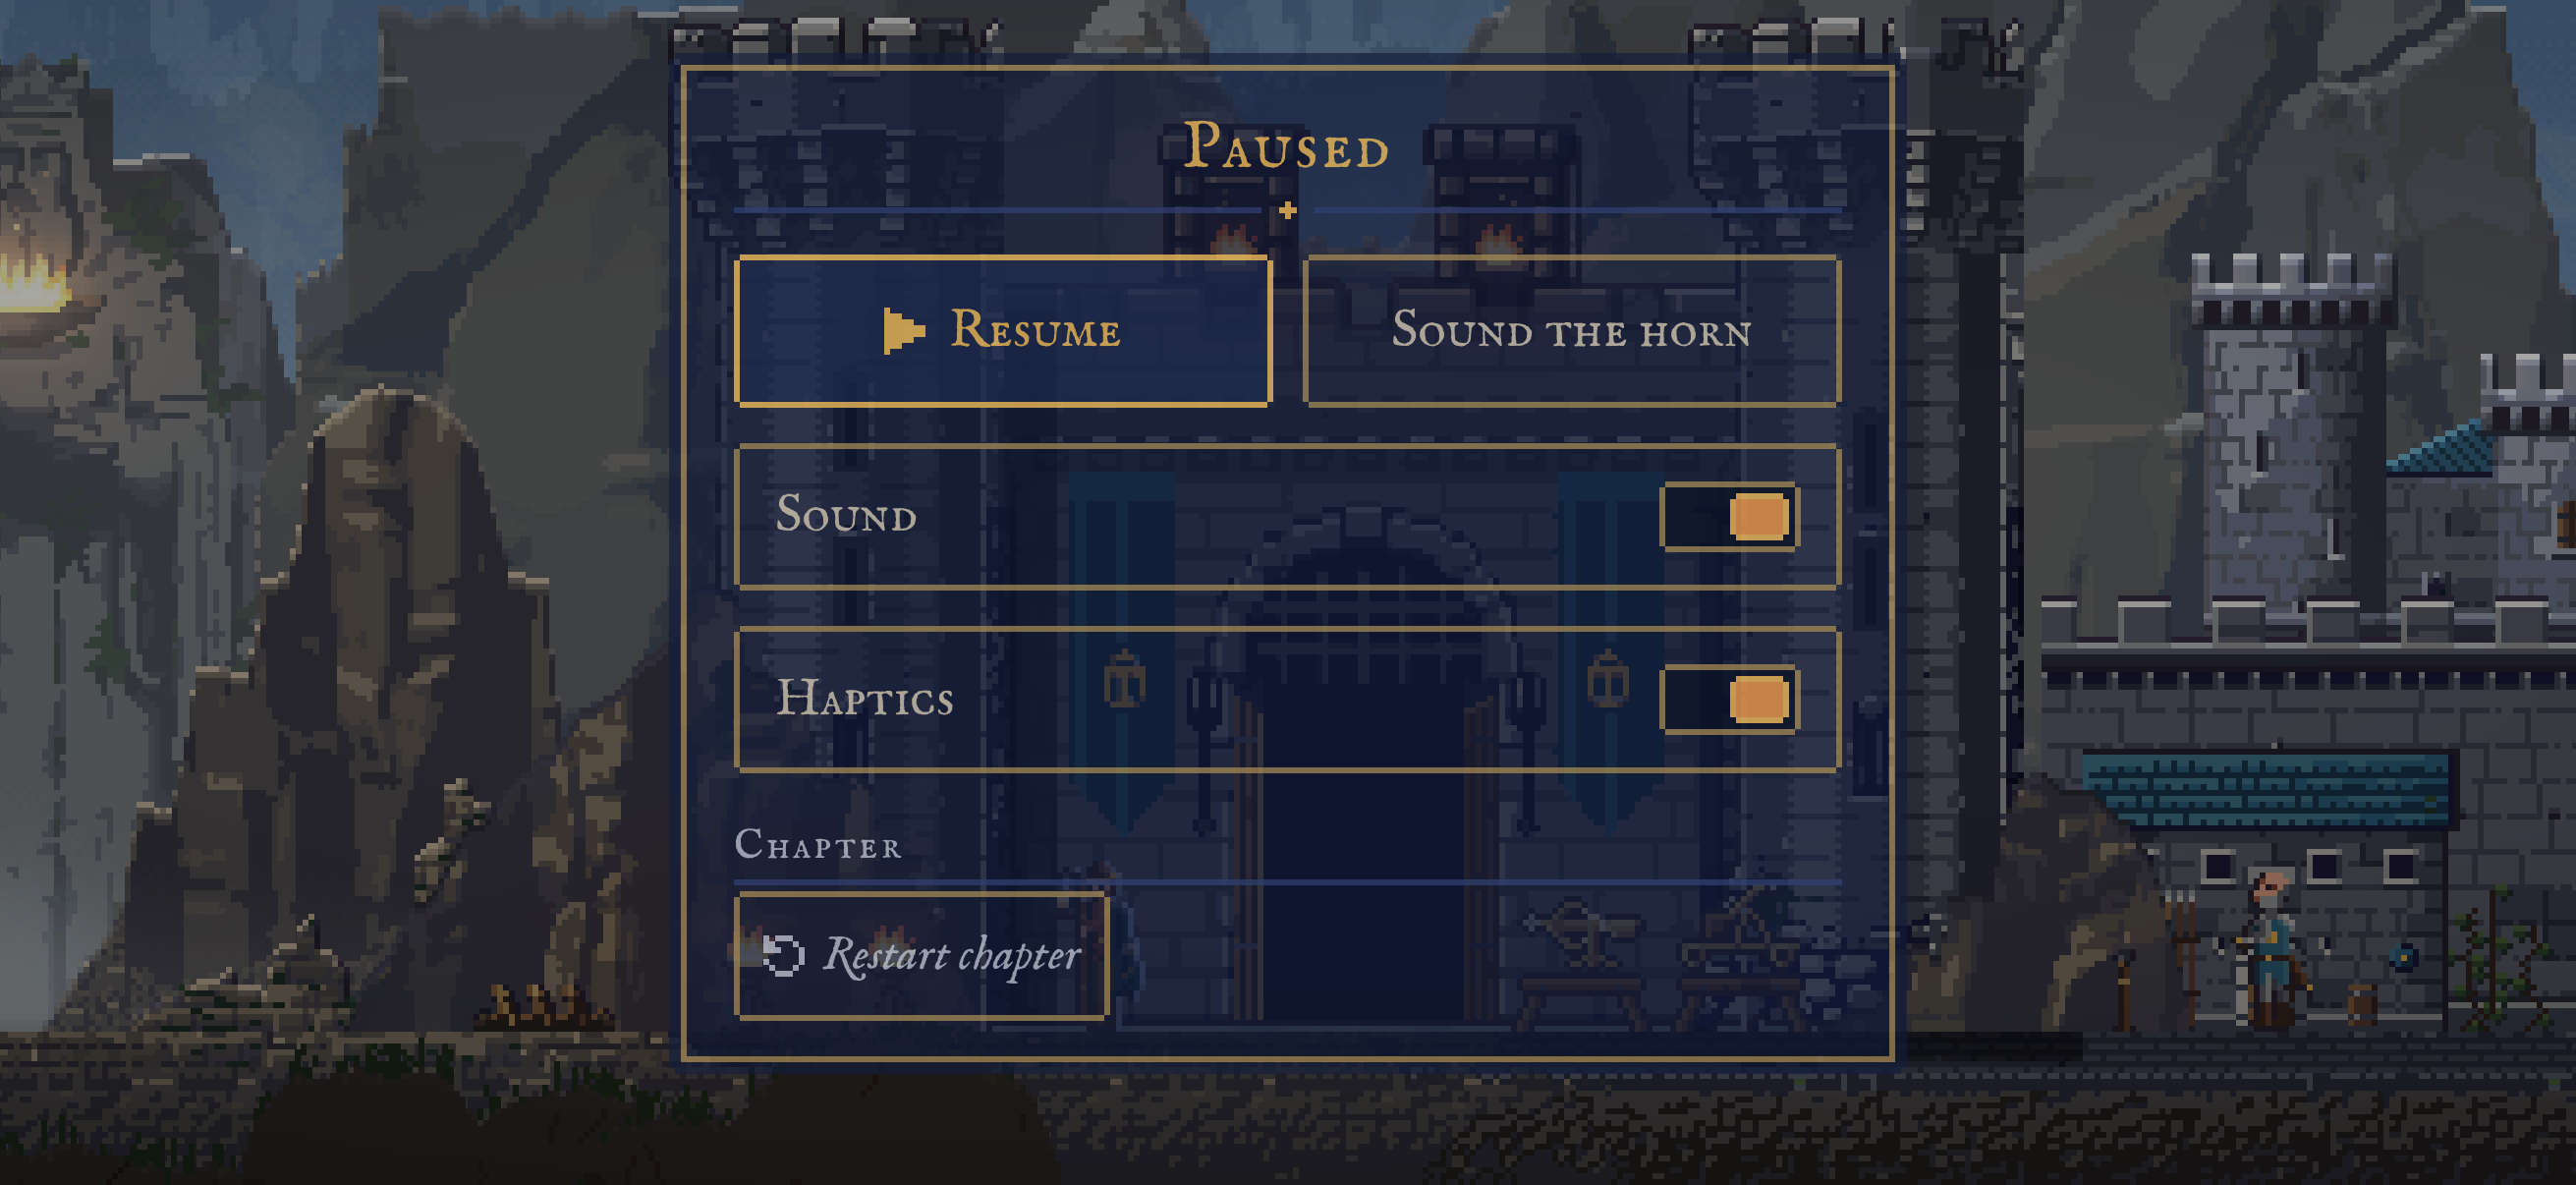 Paused
Resume
Sound the horn
Sound
Haptics
Chapter
Restart chapter